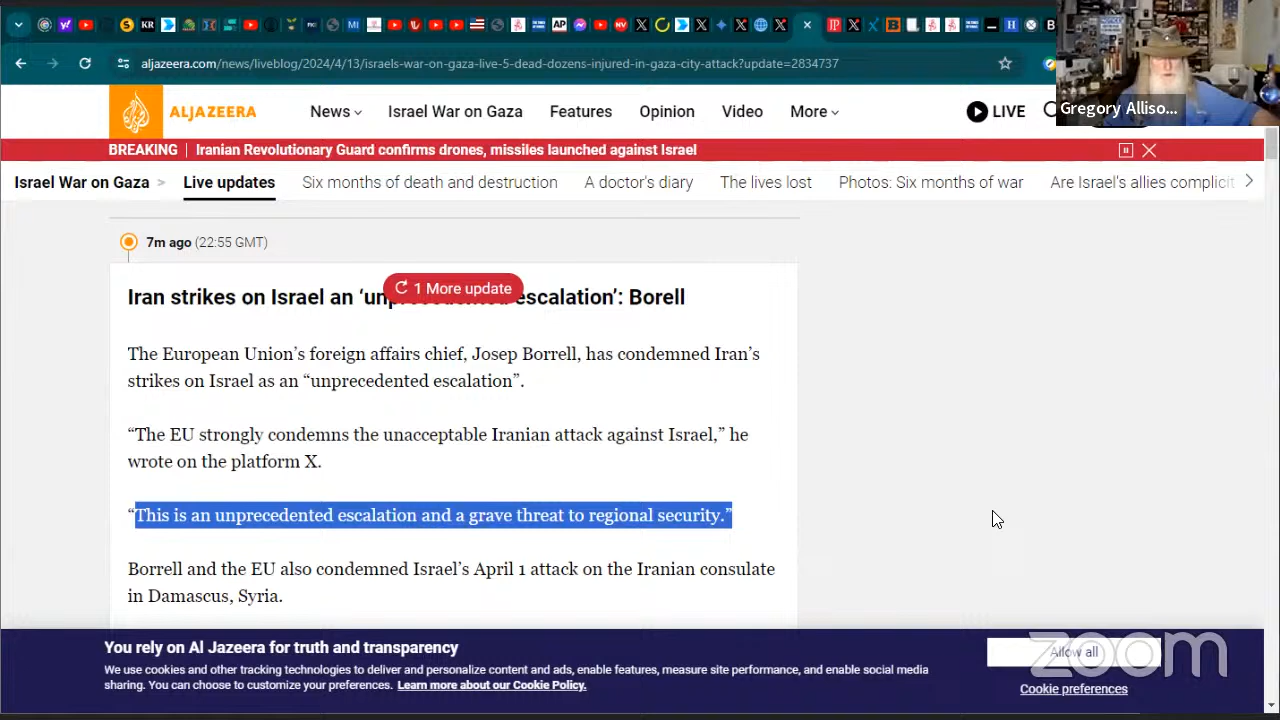 aljazeera.com/news/liveblog/2024/4/13/israels-war-on-gaza-live-5-dead-dozens-injured-in-gaza-city-attack?update=2834737
Gregory Alliso...
ALJAZEERA
News
Israel War on Gaza
Features
Opinion
Video
More
LIVE
BREAKING | Iranian Revolutionary Guard confirms drones, missiles launched against Israel
Israel War on Gaza > Live updates Six months of death and destruction A doctor's diary The lives lost Photos: Six months of war Are Israel's allies complicit
7m ago (22:55 GMT)
1 More update
Iran strikes on Israel an ‘un escalation’: Borell
The European Union’s foreign affairs chief, Josep Borrell, has condemned Iran’s
strikes on Israel as an “unprecedented escalation”.
“The EU strongly condemns the unacceptable Iranian attack against Israel,” he
wrote on the platform X.
“This is an unprecedented escalation and a grave threat to regional security.”
Borrell and the EU also condemned Israel’s April 1 attack on the Iranian consulate
in Damascus, Syria.
You rely on Al Jazeera for truth and transparency
We use cookies and other tracking technologies to deliver and personalize content and ads, enable features, measure site performance, and enable social media
sharing. You can choose to customize your preferences. Learn more about our Cookie Policy.
Allow all
zoom
Cookie preferences